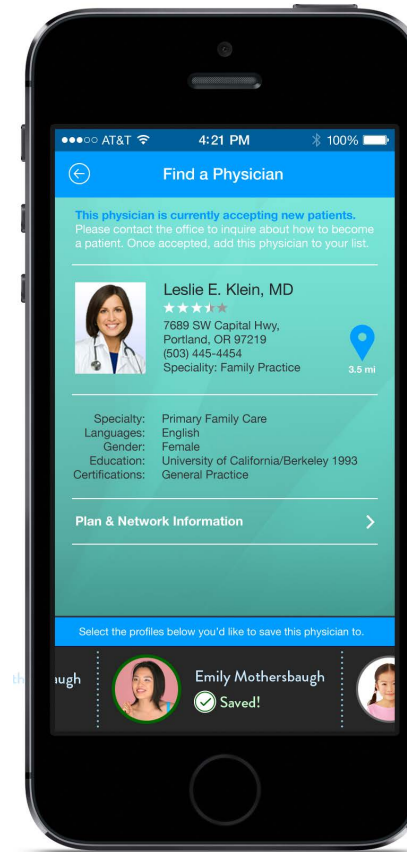 AT&T 4:21 PM 100%
Find a Physician
This physician is currently accepting new patients.
Please contact the office to inquire about how to become
a patient. Once accepted, add this physician to your list.
Leslie E. Klein, MD
7689 SW Capital Hwy,
Portland, OR 97219
(503) 445-4454
Speciality: Family Practice
3.5 mi
Specialty: Primary Family Care
Languages: English
Gender: Female
Education: University of California/Berkeley 1993
Certifications: General Practice
Plan & Network Information
Select the profiles below you'd like to save this physician to.
th augh
Emily Mothersbaugh
Saved!